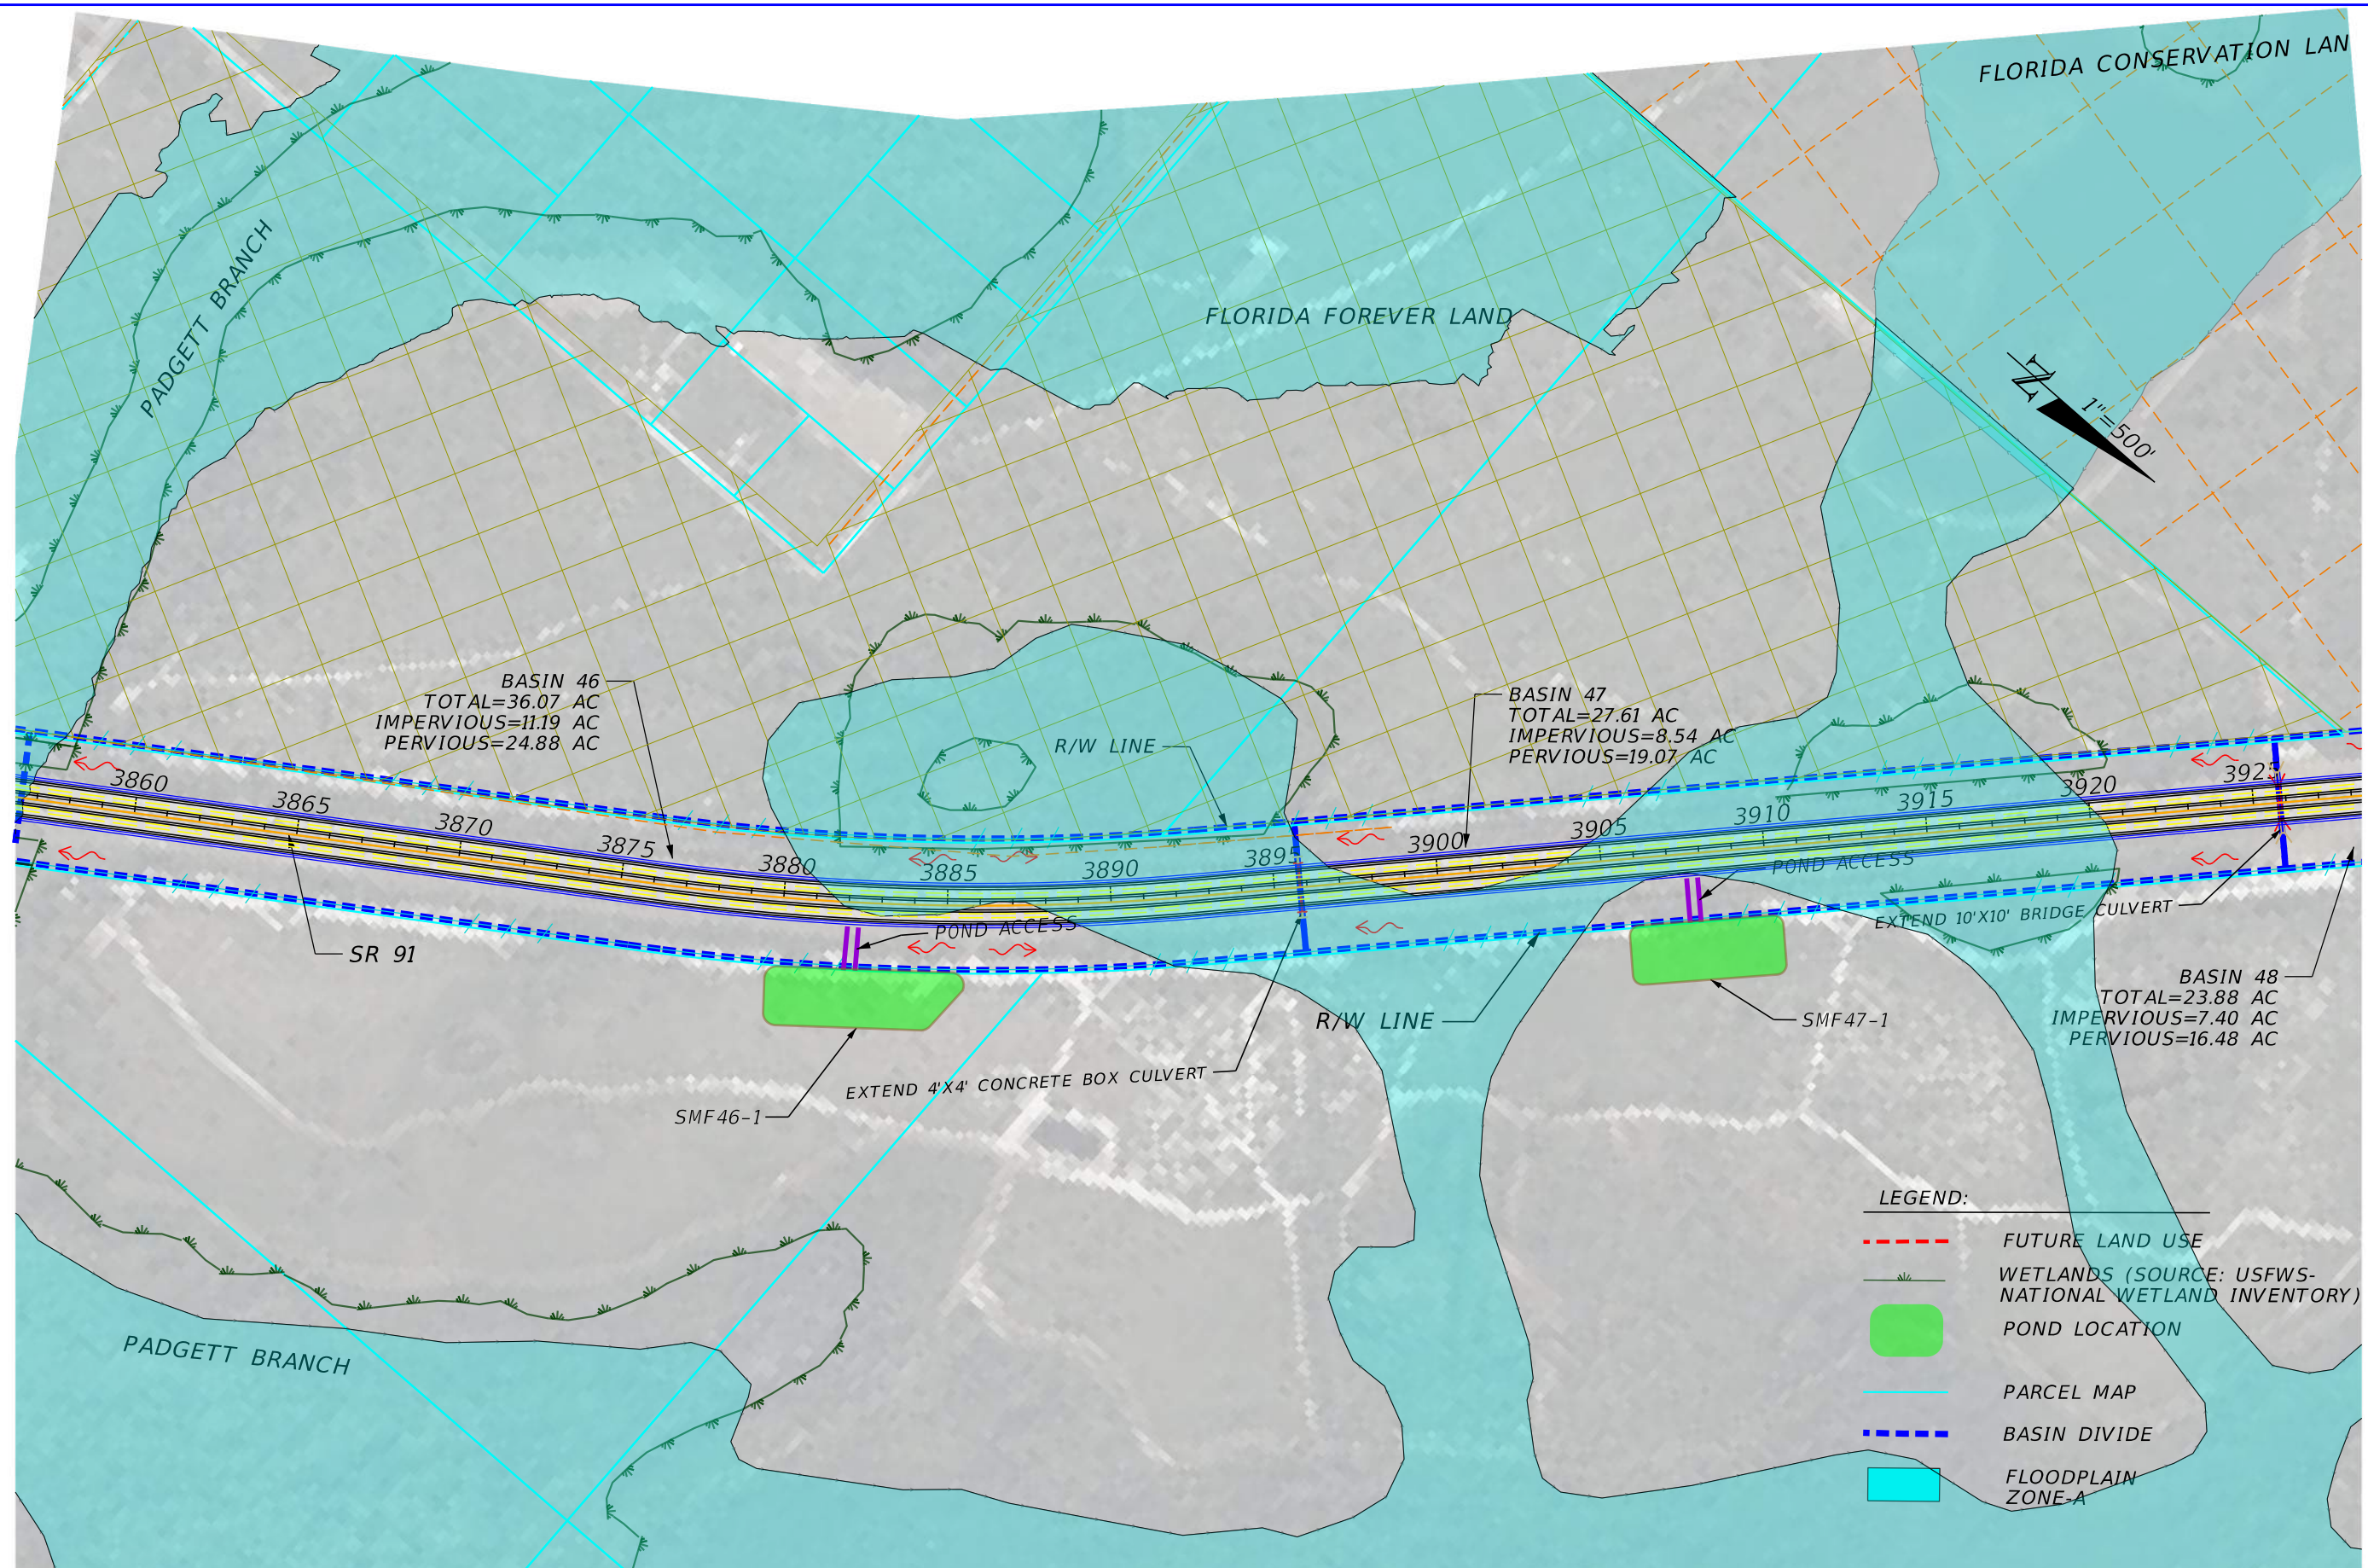 FLORIDA CONSERVATION LAN
PADGETT BRANCH
FLORIDA FOREVER LAND
N
1"=500'
BASIN 46
TOTAL=36.07 AC
IMPERVIOUS=11.19 AC
PERVIOUS=24.88 AC
R/W LINE
BASIN 47
TOTAL=27.61 AC
IMPERVIOUS=8.54 AC
PERVIOUS=19.07 AC
3860
3865
3870
3875
3880
3885
3890
3895
3900
3905
3910
3915
3920
3925
SR 91
POND ACCESS
POND ACCESS
EXTEND 10'X10' BRIDGE CULVERT
R/W LINE
SMF47-1
BASIN 48
TOTAL=23.88 AC
IMPERVIOUS=7.40 AC
PERVIOUS=16.48 AC
EXTEND 4'X4' CONCRETE BOX CULVERT
SMF46-1
PADGETT BRANCH
LEGEND:
FUTURE LAND USE
WETLANDS (SOURCE: USFWS-
NATIONAL WETLAND INVENTORY)
POND LOCATION
PARCEL MAP
BASIN DIVIDE
FLOODPLAIN
ZONE-A